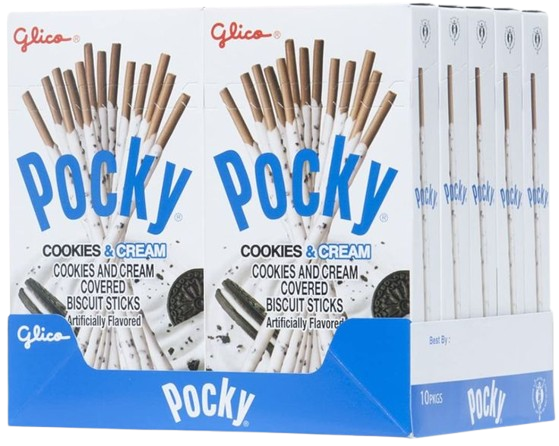 Glico®
Pocky®
COOKIES & CREAM
COOKIES AND CREAM
COVERED
BISCUIT STICKS
Artificially Flavored
Glico®
Pocky®
COOKIES & CREAM
COOKIES AND CREAM
COVERED
BISCUIT STICKS
Artificially Flavored
Pocky
Pocky
Pocky
Pocky
Pocky
Glico
Pocky®
Best By :
10PKGS
Pocky